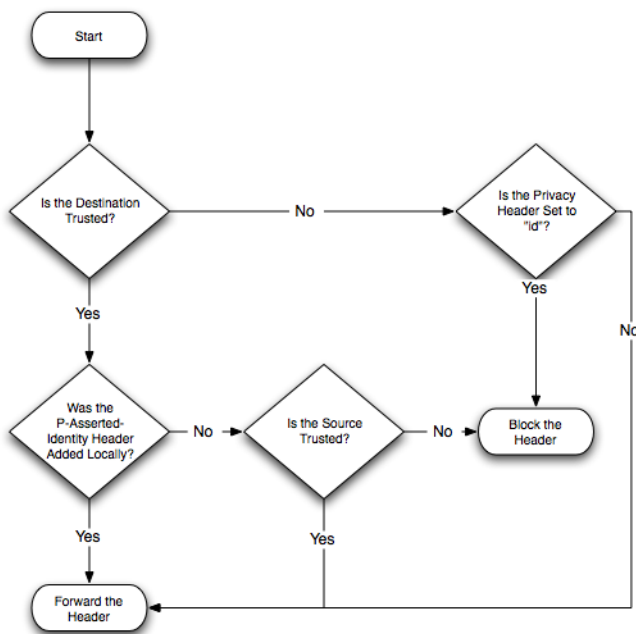 Start
Is the Destination
Trusted?
No
Is the Privacy
Header Set to
"id"?
Yes
Yes
No
Was the
P-Asserted-
Identity Header
Added Locally?
No
Is the Source
Trusted?
No
Block the
Header
Yes
Yes
Forward the
Header